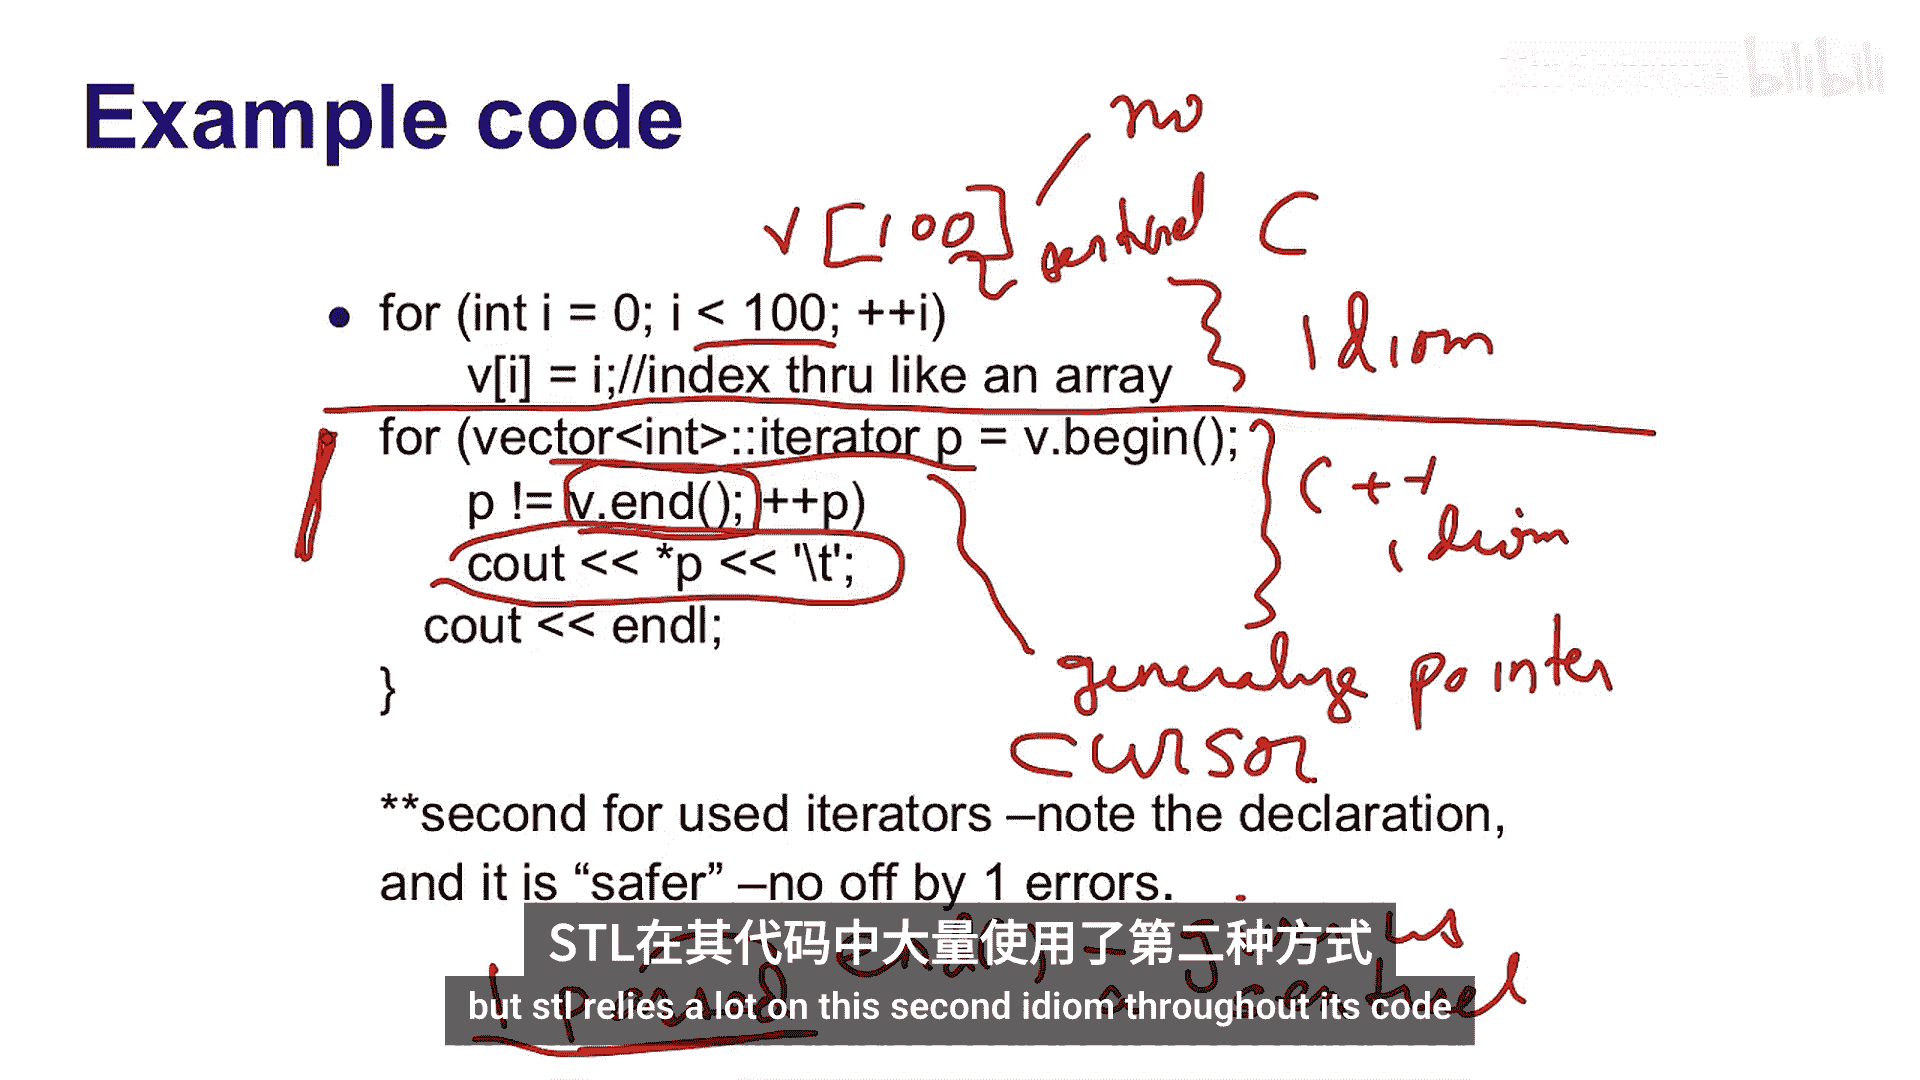 bilibili
Example code
no
v [100] sentinel C
• for (int i = 0; i < 100; ++i)
idiom
v[i] = i;//index thru like an array
for (vector<int>::iterator p = v.begin();
C++
p != v.end(); ++p)
idiom
cout << *p << '\t';
cout << endl;
generalize pointer
}
cursor
**second for used iterators –note the declaration,
and it is “safer” –no off by 1 errors.
STL在其代码中大量使用了第二种方式
but stl relies a lot on this second idiom throughout its code